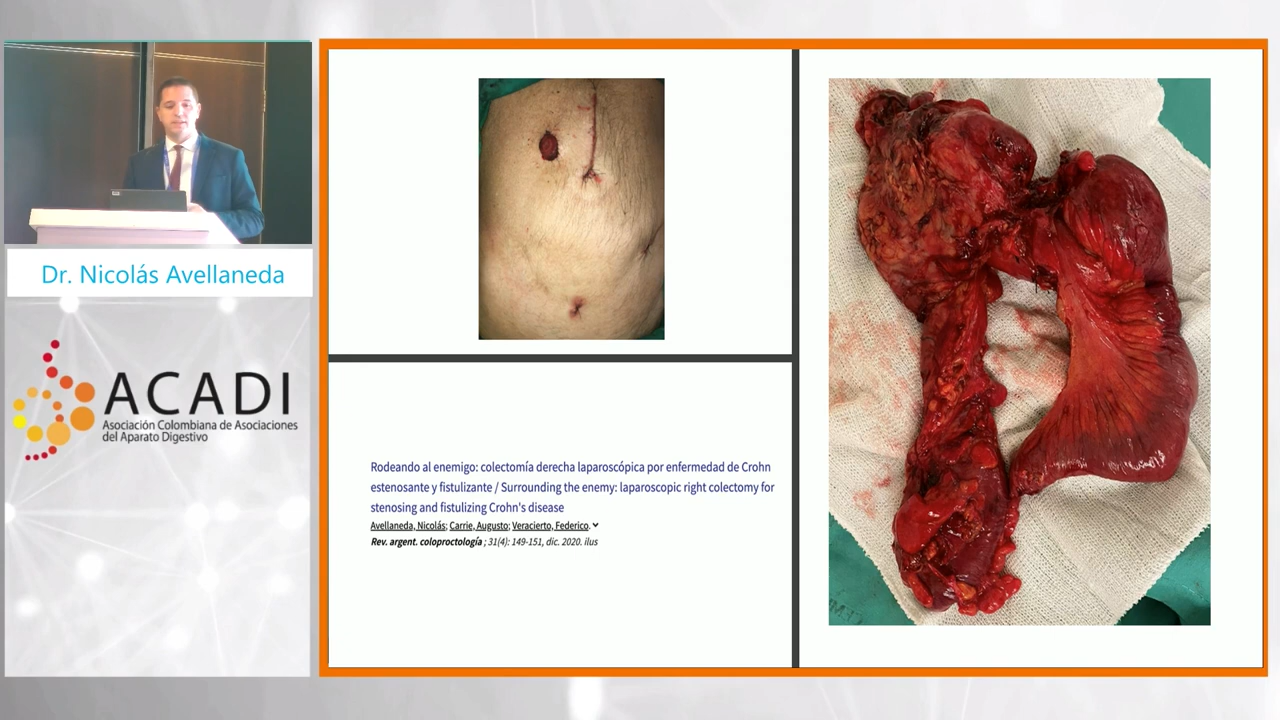 Dr. Nicolás Avellaneda
ACADI
Asociación Colombiana de Asociaciones
del Aparato Digestivo
Rodeando al enemigo: colectomía derecha laparoscópica por enfermedad de Crohn
estenosante y fistulizante / Surrounding the enemy: laparoscopic right colectomy for
stenosing and fistulizing Crohn's disease
Avellaneda, Nicolás; Carrie, Augusto; Veracierto, Federico.
Rev. argent. coloproctología ; 31(4): 149-151, dic. 2020. ilus